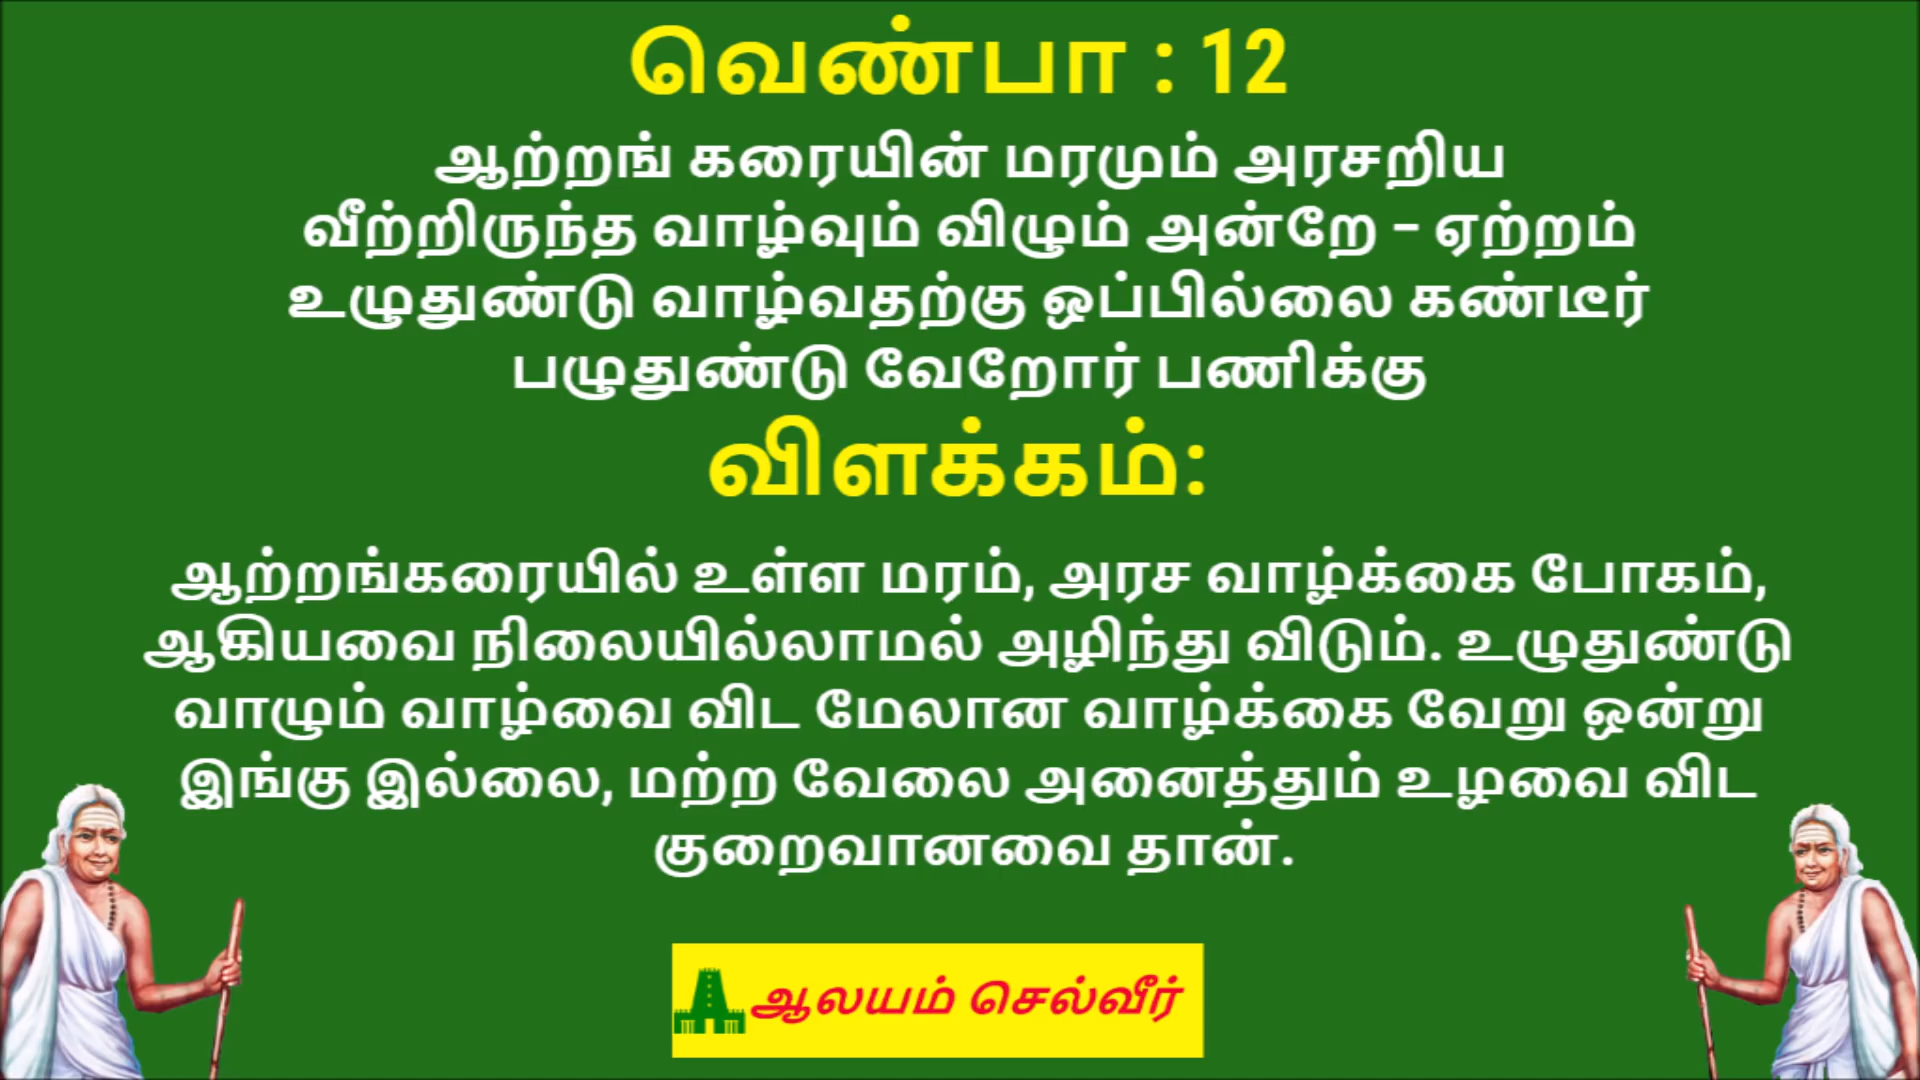 வெண்பா : 12
ஆற்றங் கரையின் மரமும் அரசறிய
வீற்றிருந்த வாழ்வும் விழும் அன்றே – ஏற்றம்
உழுதுண்டு வாழ்வதற்கு ஒப்பில்லை கண்டீர்
பழுதுண்டு வேறோர் பணிக்கு
விளக்கம்:
ஆற்றங்கரையில் உள்ள மரம், அரச வாழ்க்கை போகம்,
ஆகியவை நிலையில்லாமல் அழிந்து விடும். உழுதுண்டு
வாழும் வாழ்வை விட மேலான வாழ்க்கை வேறு ஒன்று
இங்கு இல்லை, மற்ற வேலை அனைத்தும் உழவை விட
குறைவானவை தான்.
ஆலயம் செல்வீர்